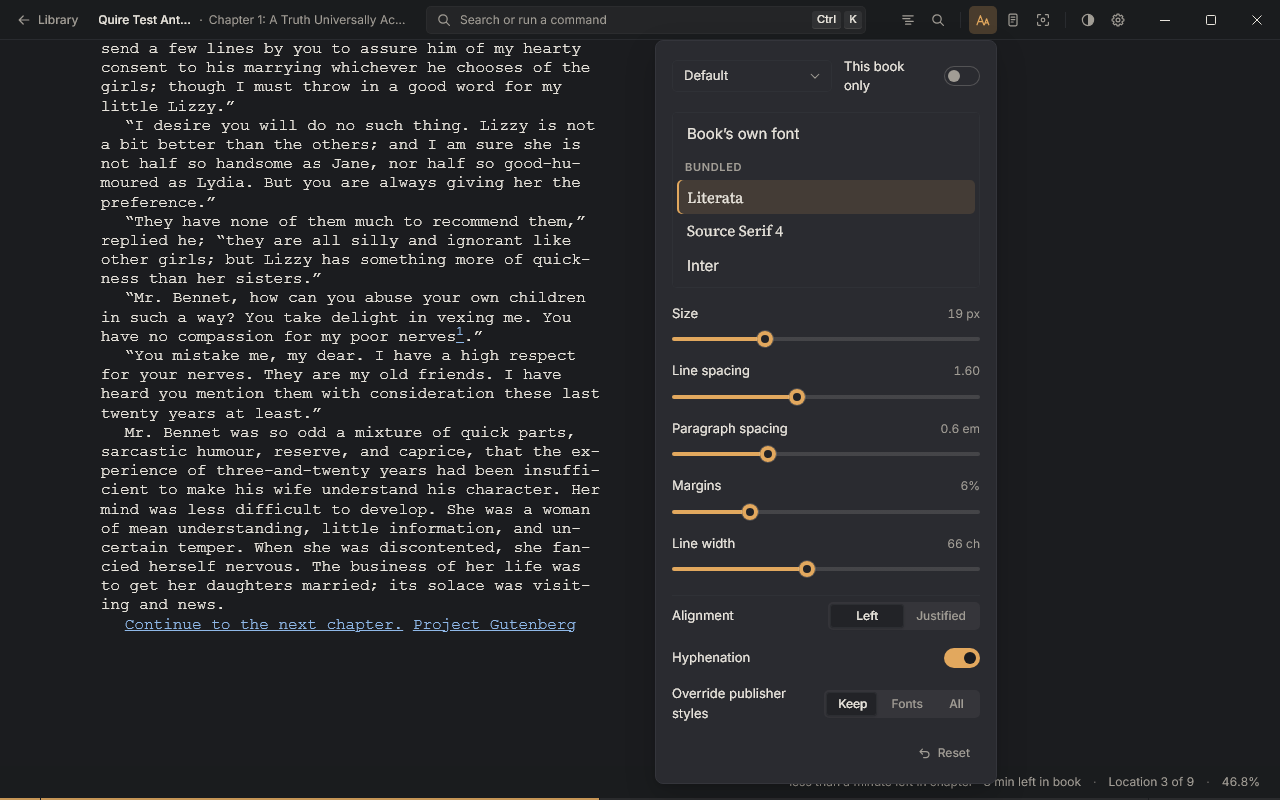 Library
Quire Test Ant... · Chapter 1: A Truth Universally Ac...
Search or run a command
Ctrl K
AA
send a few lines by you to assure him of my hearty
consent to his marrying whichever he chooses of the
girls; though I must throw in a good word for my
little Lizzy.”
“I desire you will do no such thing. Lizzy is not
a bit better than the others; and I am sure she is
not half so handsome as Jane, nor half so good-hu-
moured as Lydia. But you are always giving her the
preference.”
“They have none of them much to recommend them,”
replied he; “they are all silly and ignorant like
other girls; but Lizzy has something more of quick-
ness than her sisters.”
“Mr. Bennet, how can you abuse your own children
in such a way? You take delight in vexing me. You
have no compassion for my poor nerves1.”
“You mistake me, my dear. I have a high respect
for your nerves. They are my old friends. I have
heard you mention them with consideration these last
twenty years at least.”
Mr. Bennet was so odd a mixture of quick parts,
sarcastic humour, reserve, and caprice, that the ex-
perience of three-and-twenty years had been insuffi-
cient to make his wife understand his character. Her
mind was less difficult to develop. She was a woman
of mean understanding, little information, and un-
certain temper. When she was discontented, she fan-
cied herself nervous. The business of her life was
to get her daughters married; its solace was visit-
ing and news.
Continue to the next chapter. Project Gutenberg
Default
This book
only
Book’s own font
BUNDLED
Literata
Source Serif 4
Inter
Size 19 px
Line spacing 1.60
Paragraph spacing 0.6 em
Margins 6%
Line width 66 ch
Alignment Left Justified
Hyphenation
Override publisher
styles
Keep Fonts All
Reset
min left in book · Location 3 of 9 · 46.8%